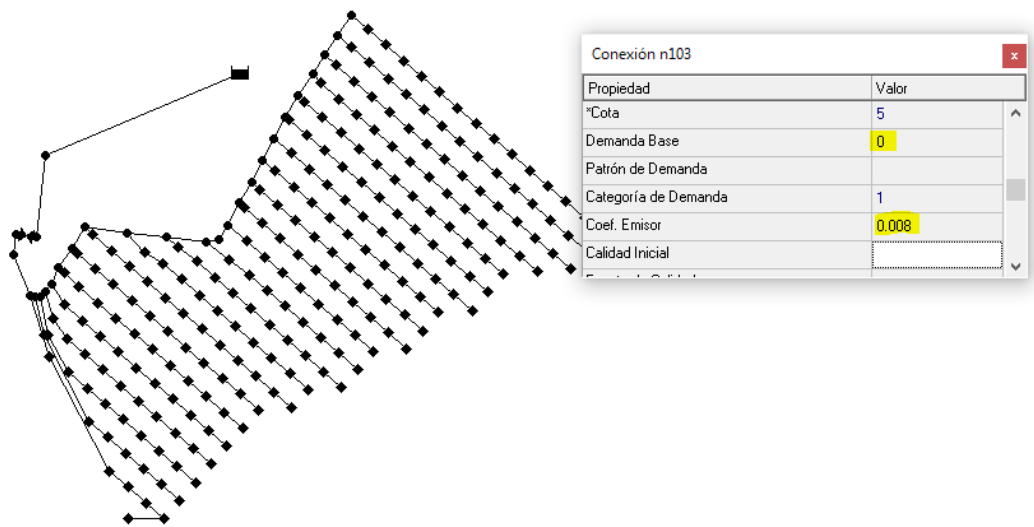 Conexión n103
x
Propiedad Valor
*Cota 5
Demanda Base 0
Patrón de Demanda
Categoría de Demanda 1
Coef. Emisor 0.008
Calidad Inicial